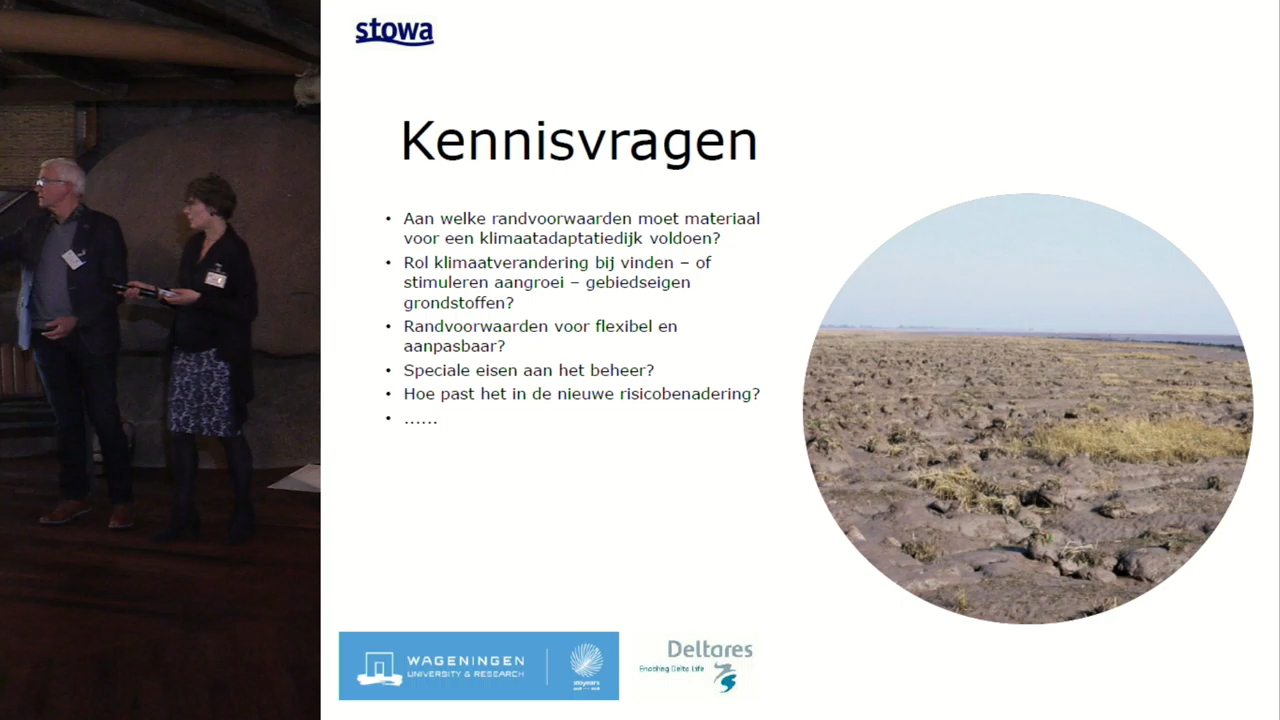 stowa
Kennisvragen
• Aan welke randvoorwaarden moet materiaal
voor een klimaatadaptatiedijk voldoen?
• Rol klimaatverandering bij vinden – of
stimuleren aangroei – gebiedseigen
grondstoffen?
• Randvoorwaarden voor flexibel en
aanpasbaar?
• Speciale eisen aan het beheer?
• Hoe past het in de nieuwe risicobenadering?
• ......
WAGENINGEN
UNIVERSITY & RESEARCH
Deltares
Enabling Delta Life